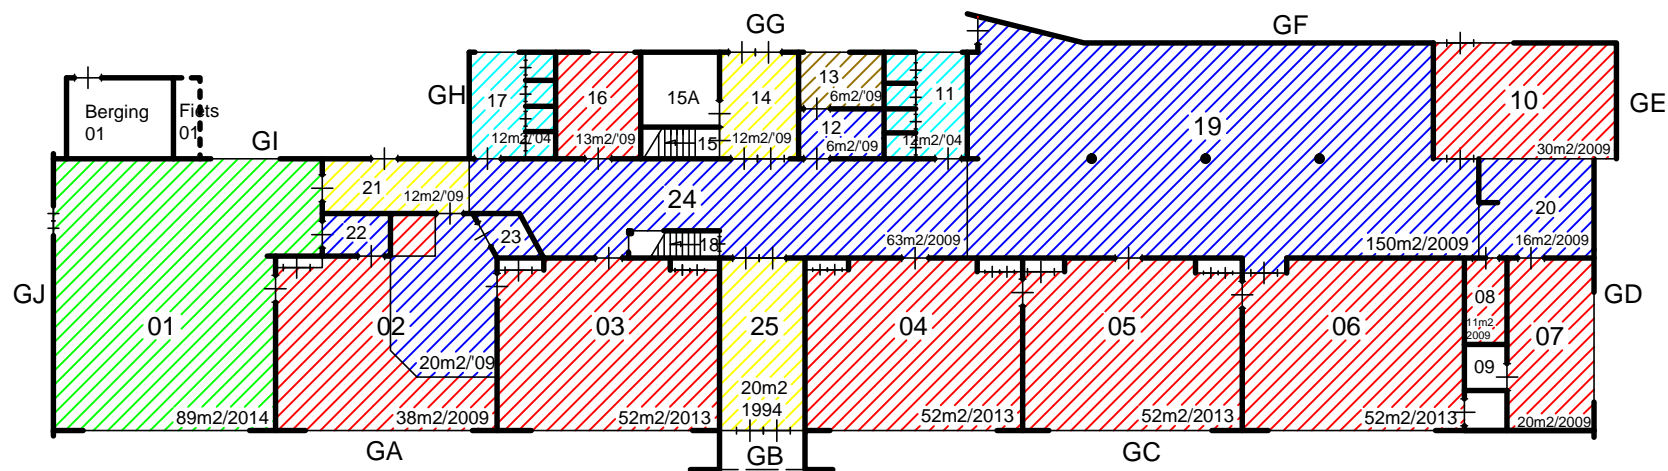 GG
GF
GH
17
12m2/'04
16
13m2/'09
15A
15
14
12m2/'09
13
6m2/'09
12
6m2/'09
11
12m2/'04
19
10
30m2/2009
GE
Berging
01
Fiets
01
GI
21
12m2/'09
24
63m2/2009
22
23
18
150m2/2009
20
16m2/2009
GJ
01
89m2/2014
02
20m2/'09
38m2/2009
03
52m2/2013
25
20m2
1994
04
52m2/2013
05
52m2/2013
06
52m2/2013
08
11m2
2009
09
07
20m2/2009
GD
GA
GB
GC